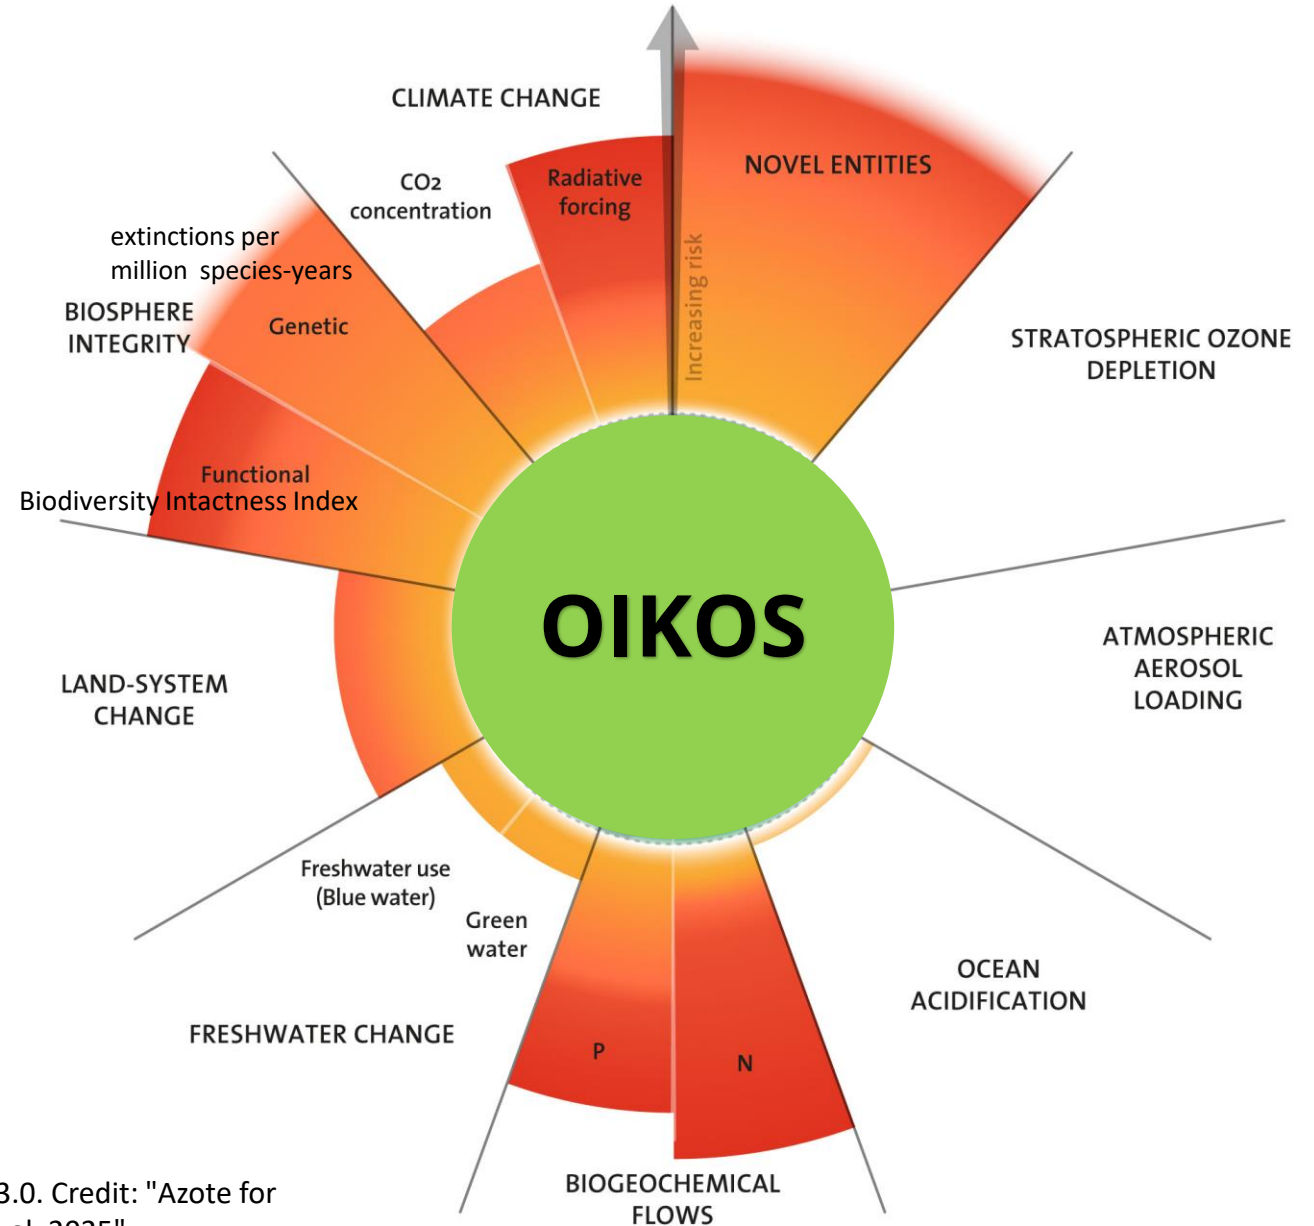 CLIMATE CHANGE
CO2
concentration
Radiative
forcing
NOVEL ENTITIES
Increasing risk
extinctions per
million species-years
BIOSPHERE
INTEGRITY
Genetic
STRATOSPHERIC OZONE
DEPLETION
Functional
Biodiversity Intactness Index
OIKOS
ATMOSPHERIC
AEROSOL
LOADING
LAND-SYSTEM
CHANGE
Freshwater use
(Blue water)
Green
water
OCEAN
ACIDIFICATION
FRESHWATER CHANGE
P
N
BIOGEOCHEMICAL
FLOWS
3.0. Credit: "Azote for
2025"